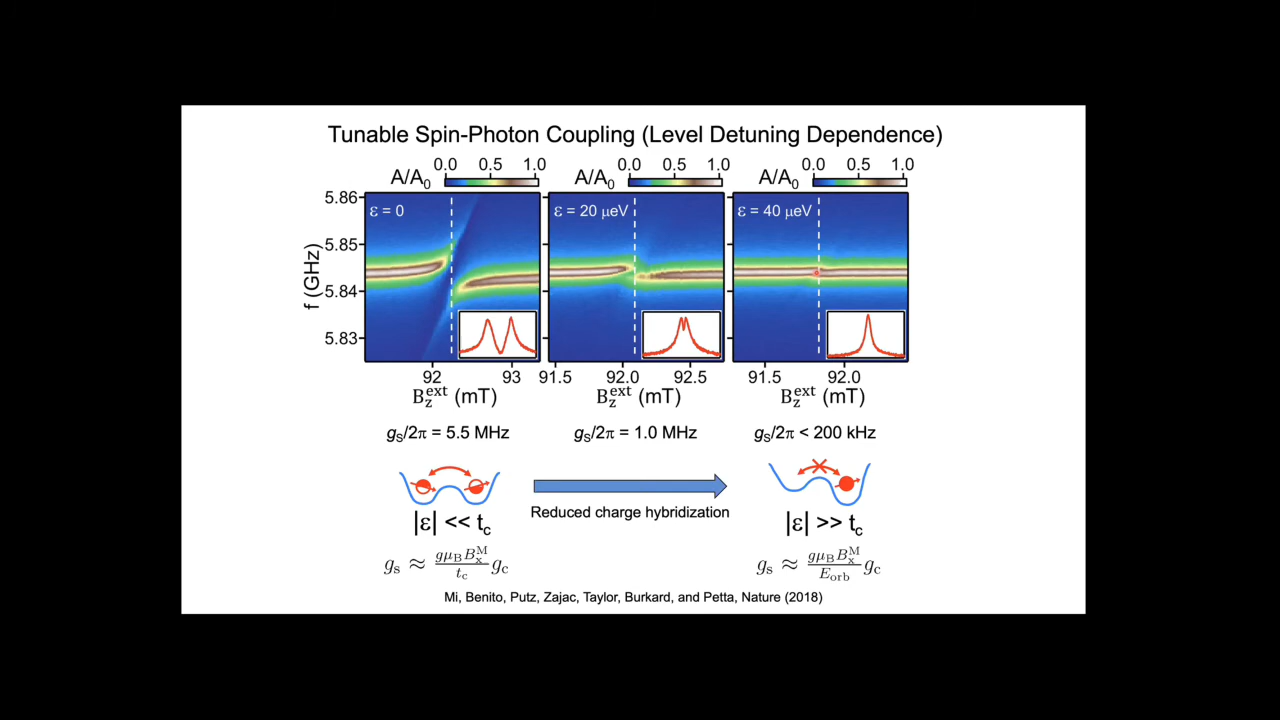 Tunable Spin-Photon Coupling (Level Detuning Dependence)
A/A₀ 0.0 0.5 1.0
A/A₀ 0.0 0.5 1.0
A/A₀ 0.0 0.5 1.0
f (GHz)
5.86
5.85
5.84
5.83
ε = 0
ε = 20 μeV
ε = 40 μeV
92 93
91.5 92.0 92.5
91.5 92.0
B_z^ext (mT)
B_z^ext (mT)
B_z^ext (mT)
g_S/2π = 5.5 MHz
g_S/2π = 1.0 MHz
g_S/2π < 200 kHz
Reduced charge hybridization
|ε| << t_c
|ε| >> t_c
g_s ≈ gμ_B B_x^M / t_c g_c
g_s ≈ gμ_B B_x^M / E_orb g_c
Mi, Benito, Putz, Zajac, Taylor, Burkard, and Petta, Nature (2018)